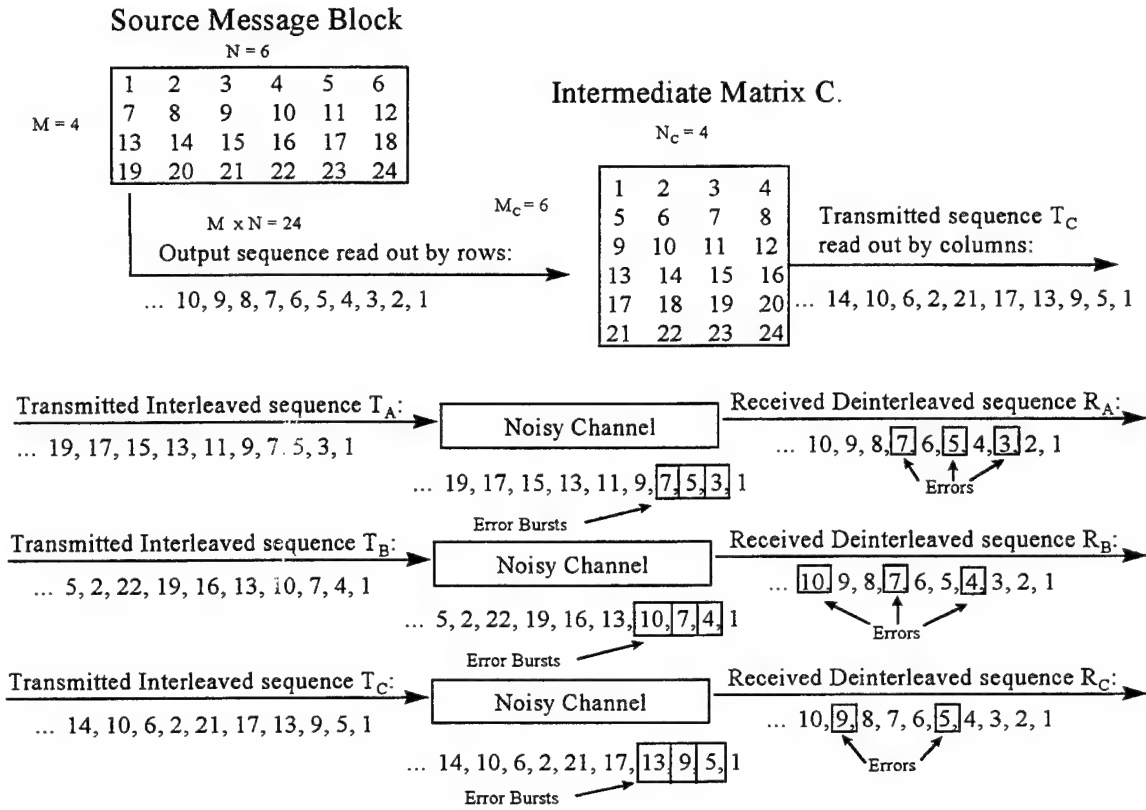 Source Message Block
N = 6
1 2 3 4 5 6
M = 4
7 8 9 10 11 12
13 14 15 16 17 18
19 20 21 22 23 24
Intermediate Matrix C.
N_C = 4
M_C = 6
1 2 3 4
5 6 7 8
9 10 11 12
13 14 15 16
17 18 19 20
21 22 23 24
M x N = 24
Output sequence read out by rows:
... 10, 9, 8, 7, 6, 5, 4, 3, 2, 1
Transmitted sequence T_C
read out by columns:
... 14, 10, 6, 2, 21, 17, 13, 9, 5, 1
Transmitted Interleaved sequence T_A:
... 19, 17, 15, 13, 11, 9, 7, 5, 3, 1
Noisy Channel
... 19, 17, 15, 13, 11, 9, 7, 5, 3, 1
Error Bursts
Received Deinterleaved sequence R_A:
... 10, 9, 8, 7, 6, 5, 4, 3, 2, 1
Errors
Transmitted Interleaved sequence T_B:
... 5, 2, 22, 19, 16, 13, 10, 7, 4, 1
Noisy Channel
... 5, 2, 22, 19, 16, 13, 10, 7, 4, 1
Error Bursts
Received Deinterleaved sequence R_B:
... 10, 9, 8, 7, 6, 5, 4, 3, 2, 1
Errors
Transmitted Interleaved sequence T_C:
... 14, 10, 6, 2, 21, 17, 13, 9, 5, 1
Noisy Channel
... 14, 10, 6, 2, 21, 17, 13, 9, 5, 1
Error Bursts
Received Deinterleaved sequence R_C:
... 10, 9, 8, 7, 6, 5, 4, 3, 2, 1
Errors